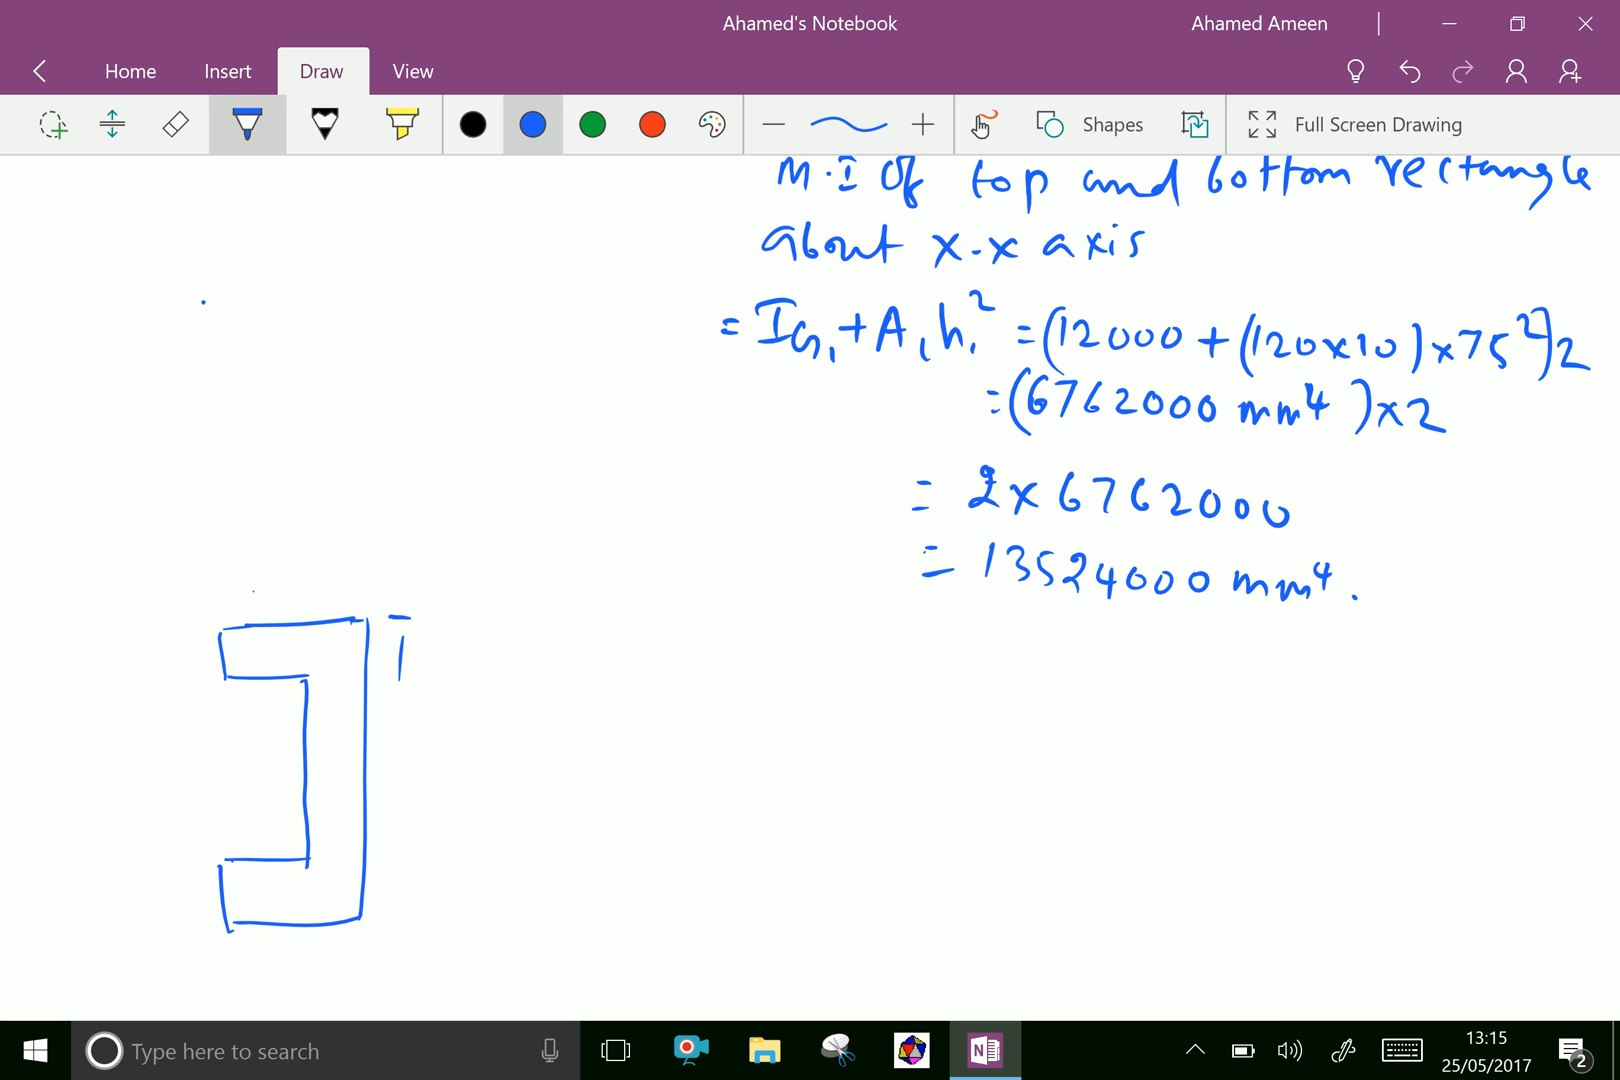 Ahamed's Notebook
Ahamed Ameen
Home
Insert
Draw
View
Shapes
Full Screen Drawing
M.I Of top and bottom rectangle
about x-x axis
= IG₁ + A₁h₁² = (12000 + (120x10)x75²)2
= (6762000 mm⁴)x2
= 2x6762000
= 13524000 mm⁴.
Type here to search
N
13:15
25/05/2017
2